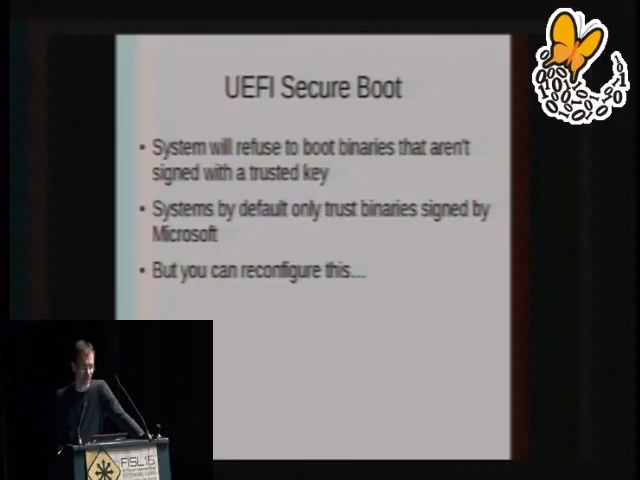 UEFI Secure Boot
• System will refuse to boot binaries that aren't
signed with a trusted key
• Systems by default only trust binaries signed by
Microsoft
• But you can reconfigure this...
FISL16